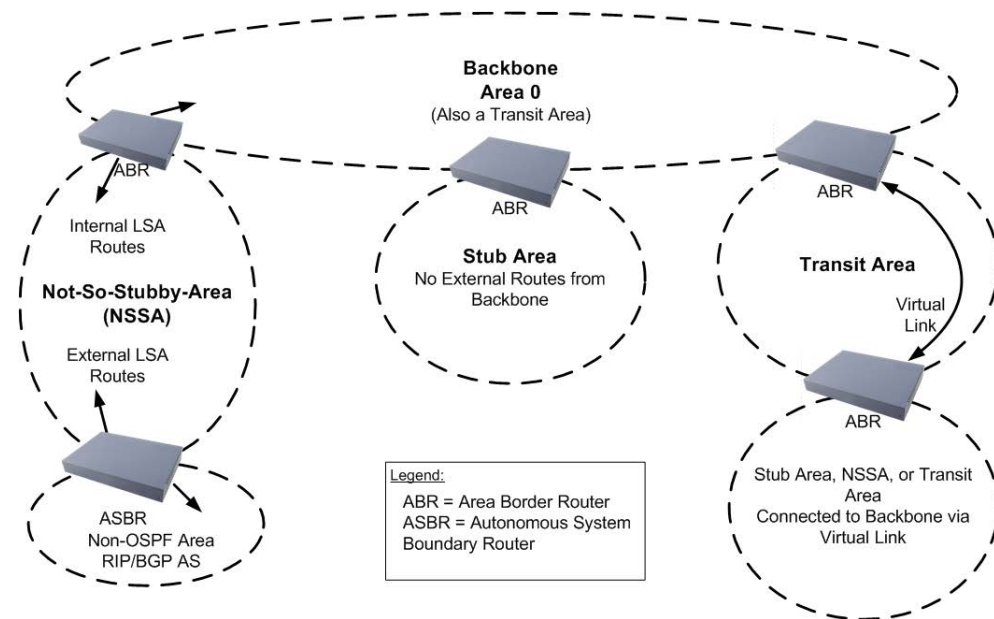 Backbone
Area 0
(Also a Transit Area)
ABR
Internal LSA
Routes
Not-So-Stubby-Area
(NSSA)
External LSA
Routes
ASBR
Non-OSPF Area
RIP/BGP AS
ABR
Stub Area
No External Routes from
Backbone
Legend:
ABR = Area Border Router
ASBR = Autonomous System
Boundary Router
ABR
Transit Area
Virtual
Link
ABR
Stub Area, NSSA, or Transit
Area
Connected to Backbone via
Virtual Link